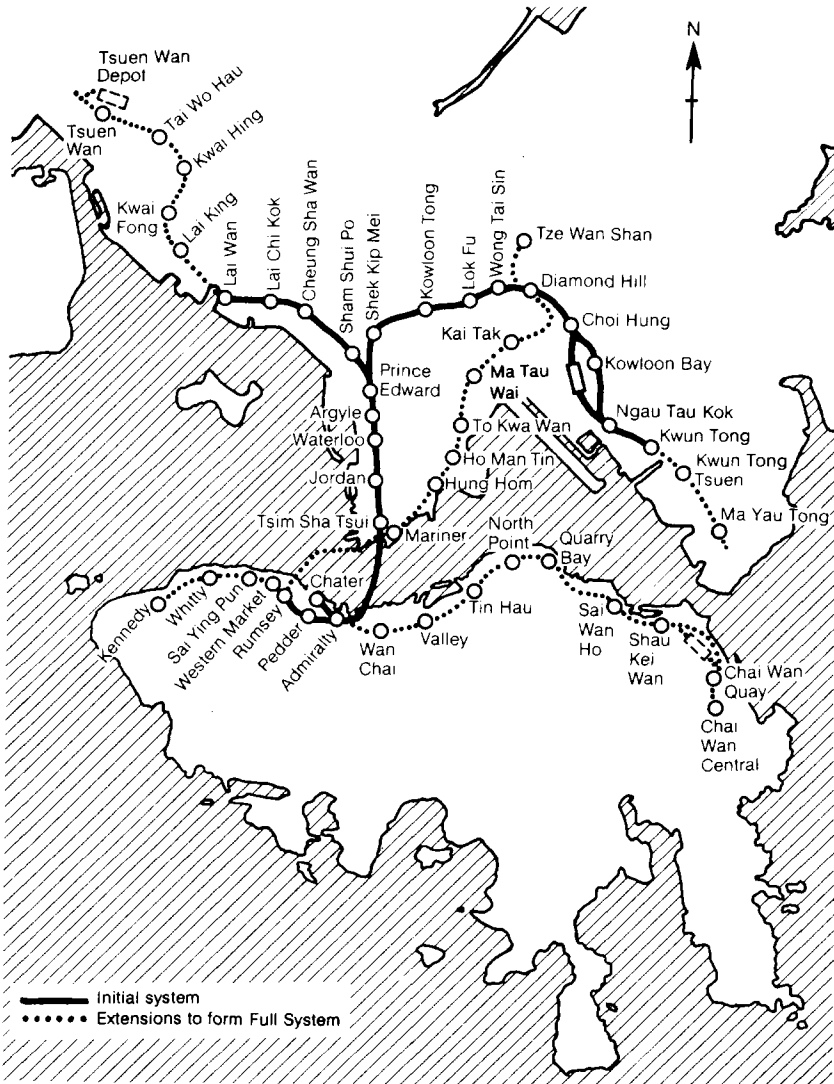 N
Tsuen Wan
Depot
Tsuen
Wan
Tai Wo Hau
Kwai Hing
Kwai
Fong
Lai King
Lai Wan
Lai Chi Kok
Cheung Sha Wan
Sham Shui Po
Shek Kip Mei
Kowloon Tong
Lok Fu
Wong Tai Sin
Tze Wan Shan
Diamond Hill
Choi Hung
Kai Tak
Kowloon Bay
Prince
Edward
Ma Tau
Wai
Argyle
Ngau Tau Kok
Waterloo
To Kwa Wan
Kwun Tong
Ho Man Tin
Kwun Tong
Tsuen
Jordan
Hung Hom
Tsim Sha Tsui
Mariner
Ma Yau Tong
North
Point
Quarry
Bay
Chater
Kennedy
Whitty
Sai Ying Pun
Western Market
Rumsey
Pedder
Admiralty
Wan
Chai
Valley
Tin Hau
Sai
Wan
Ho
Shau
Kei
Wan
Chai Wan
Quay
Chai
Wan
Central
Initial system
Extensions to form Full System